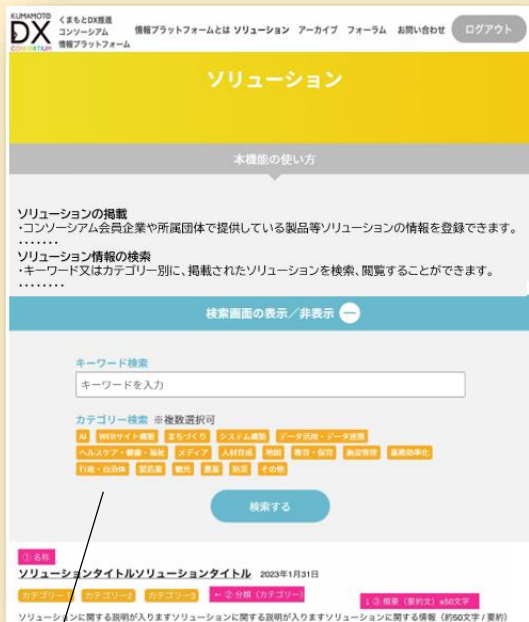 KUMAMOTO
DX
CONSORTIUM
くまもとDX推進
コンソーシアム
情報プラットフォーム
情報プラットフォームとは ソリューション アーカイブ フォーラム お問い合わせ ログアウト
ソリューション
本機能の使い方
ソリューションの掲載
・コンソーシアム会員企業や所属団体で提供している製品等ソリューションの情報を登録できます。
・・・・・・・
ソリューション情報の検索
・キーワード又はカテゴリー別に、掲載されたソリューションを検索、閲覧することができます。
・・・・・・・・
検索画面の表示／非表示
キーワード検索
キーワードを入力
カテゴリー検索 ※複数選択可
AI WEBサイト構築 まちづくり システム構築 データ活用・データ連携
ヘルスケア・健康・福祉 メディア 人材育成 地図 教育・保育 施設管理 業務効率化
行政・自治体 製造業 観光 農業 防災 その他
検索する
① 名称
ソリューションタイトルソリューションタイトル 2023年1月31日
カテゴリー1 カテゴリー2 カテゴリー3 ← ② 分類（カテゴリー）
↓ ③ 概要（要約文）※50文字
ソリューションに関する説明が入りますソリューションに関する説明が入りますソリューションに関する情報（約50文字 / 要約）